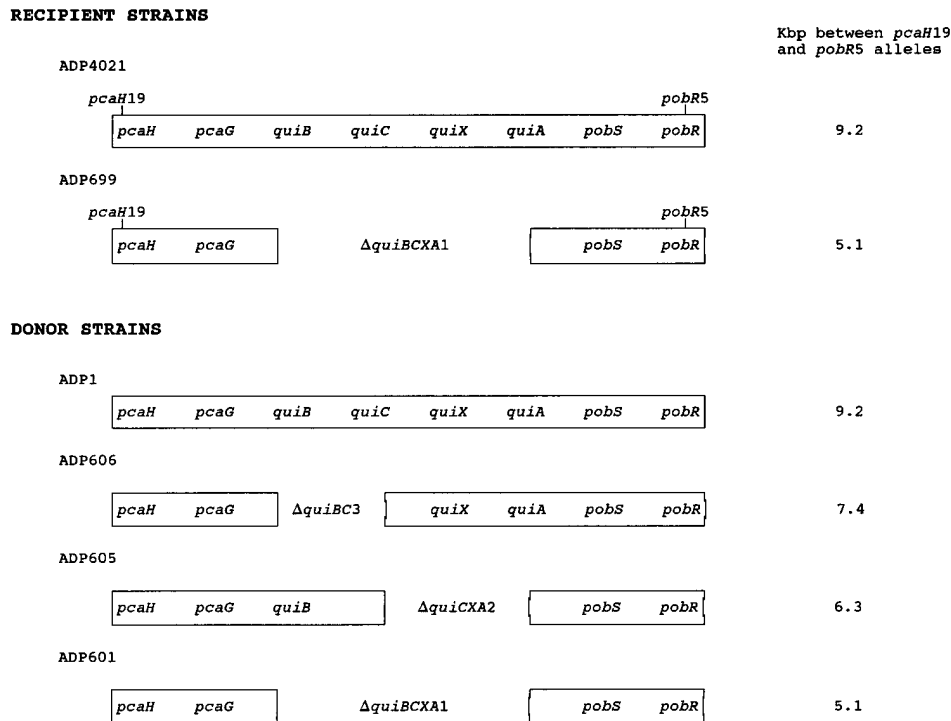 RECIPIENT STRAINS
Kbp between pcaH19
and pobR5 alleles
ADP4021
pcaH19 pobR5
pcaH pcaG quiB quiC quiX quiA pobS pobR 9.2
ADP699
pcaH19 pobR5
pcaH pcaG ΔquiBCXA1 pobS pobR 5.1
DONOR STRAINS
ADP1
pcaH pcaG quiB quiC quiX quiA pobS pobR 9.2
ADP606
pcaH pcaG ΔquiBC3 quiX quiA pobS pobR 7.4
ADP605
pcaH pcaG quiB ΔquiCXA2 pobS pobR 6.3
ADP601
pcaH pcaG ΔquiBCXA1 pobS pobR 5.1